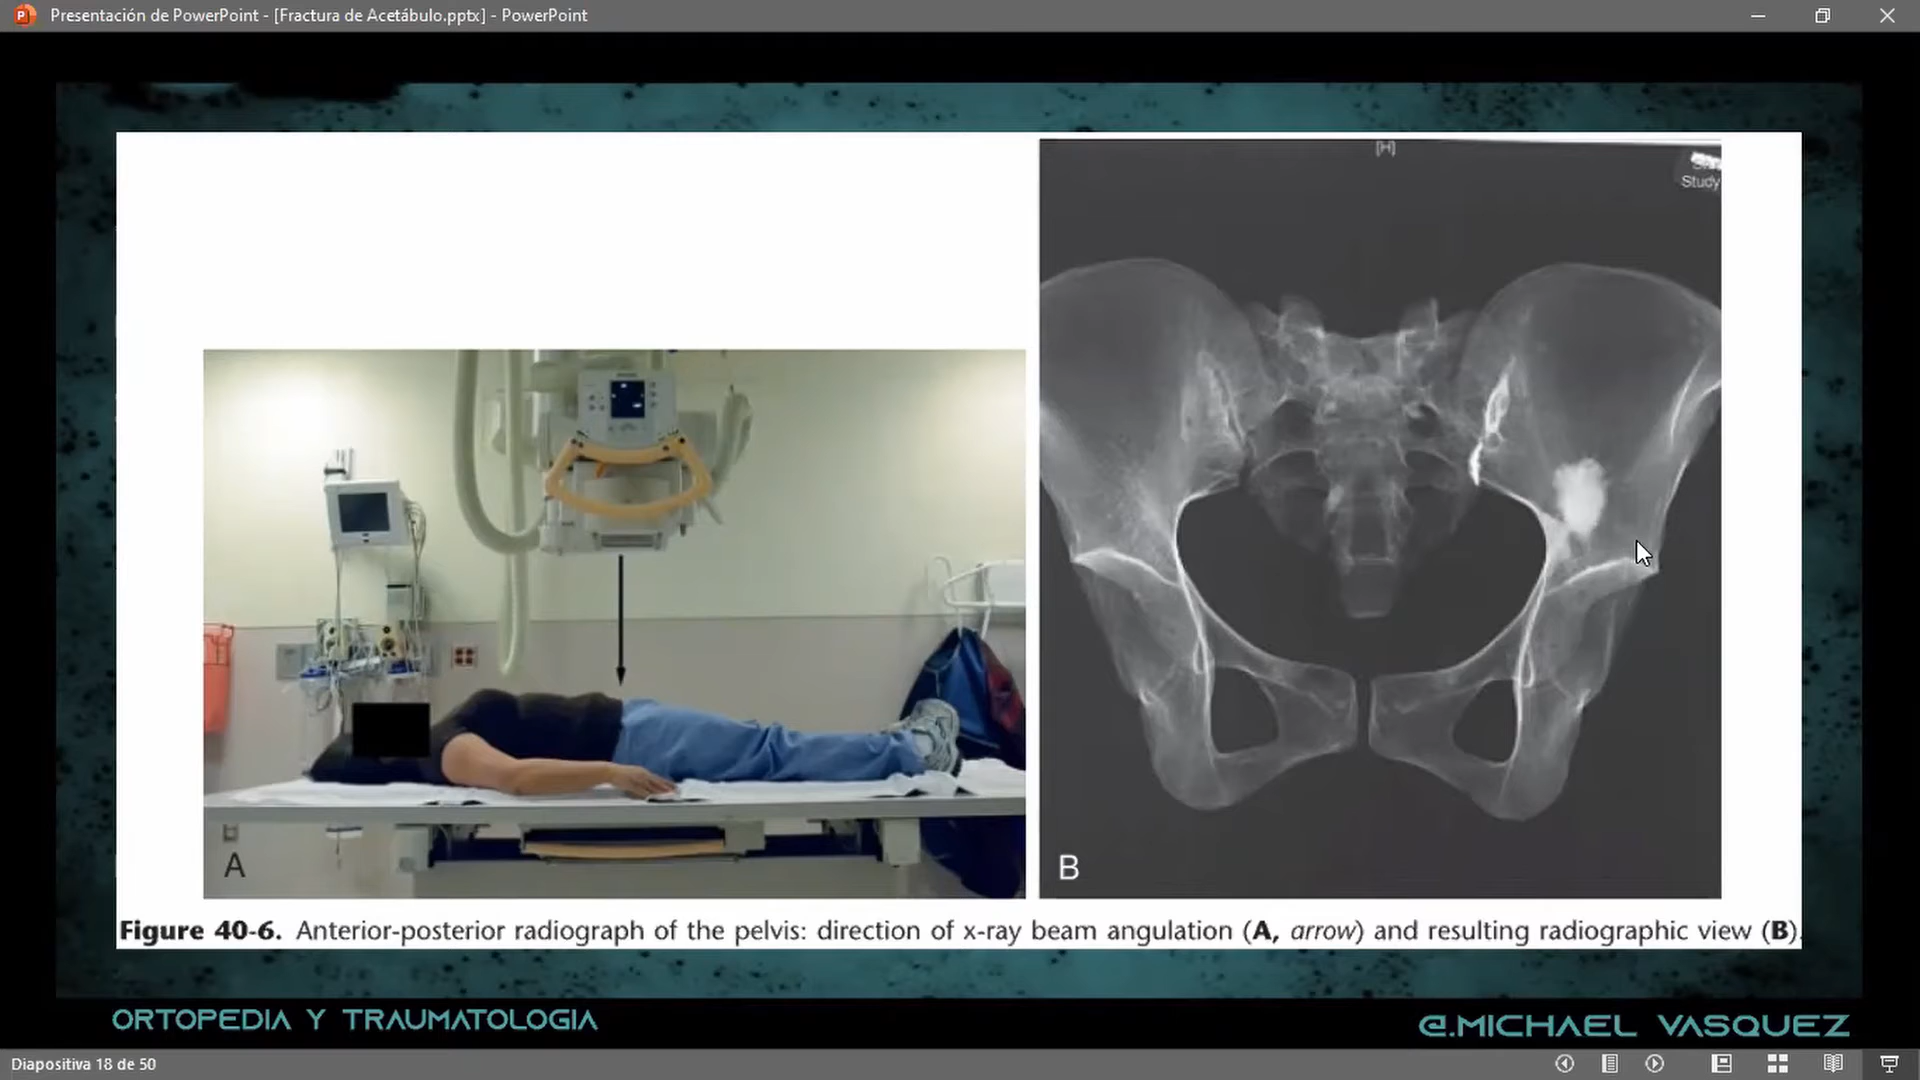 Presentación de PowerPoint - [Fractura de Acetábulo.pptx] - PowerPoint
[H]
Study
A
B
Figure 40-6. Anterior-posterior radiograph of the pelvis: direction of x-ray beam angulation (A, arrow) and resulting radiographic view (B).
ORTOPEDIA Y TRAUMATOLOGIA
@.MICHAEL VASQUEZ
Diapositiva 18 de 50